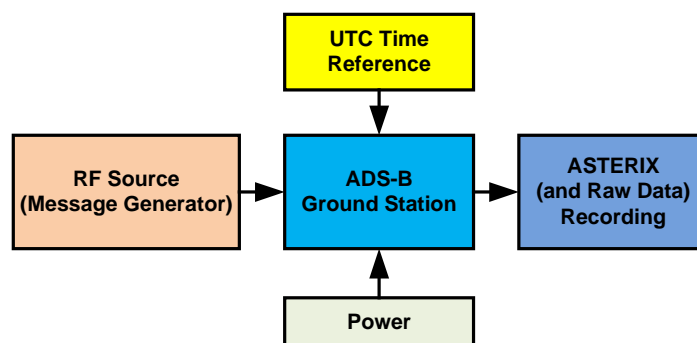 UTC Time
Reference
RF Source
(Message Generator)
ADS-B
Ground Station
ASTERIX
(and Raw Data)
Recording
Power